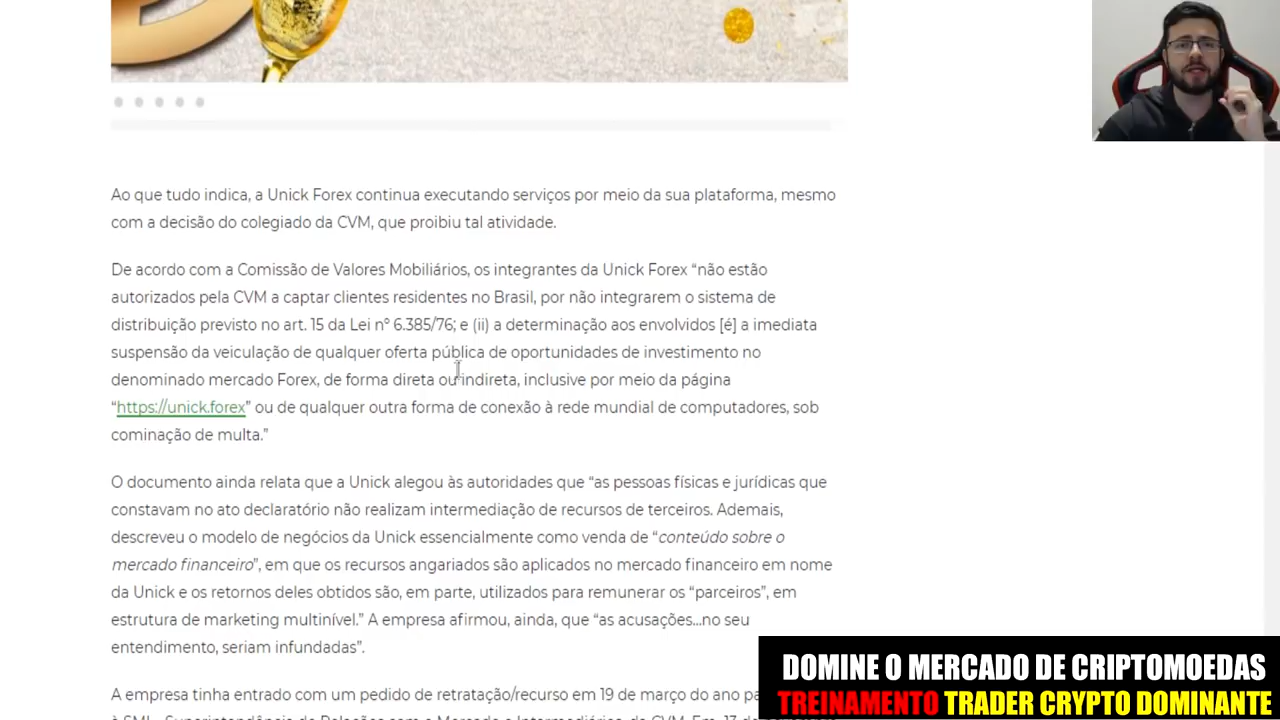 Ao que tudo indica, a Unick Forex continua executando serviços por meio da sua plataforma, mesmo
com a decisão do colegiado da CVM, que proibiu tal atividade.
De acordo com a Comissão de Valores Mobiliários, os integrantes da Unick Forex “não estão
autorizados pela CVM a captar clientes residentes no Brasil, por não integrarem o sistema de
distribuição previsto no art. 15 da Lei nº 6.385/76; e (ii) a determinação aos envolvidos [é] a imediata
suspensão da veiculação de qualquer oferta pública de oportunidades de investimento no
denominado mercado Forex, de forma direta ou indireta, inclusive por meio da página
“https://unick.forex” ou de qualquer outra forma de conexão à rede mundial de computadores, sob
cominação de multa.”
O documento ainda relata que a Unick alegou às autoridades que “as pessoas físicas e jurídicas que
constavam no ato declaratório não realizam intermediação de recursos de terceiros. Ademais,
descreveu o modelo de negócios da Unick essencialmente como venda de “conteúdo sobre o
mercado financeiro”, em que os recursos angariados são aplicados no mercado financeiro em nome
da Unick e os retornos deles obtidos são, em parte, utilizados para remunerar os “parceiros”, em
estrutura de marketing multinível.” A empresa afirmou, ainda, que “as acusações...no seu
entendimento, seriam infundadas”.
A empresa tinha entrado com um pedido de retratação/recurso em 19 de março do ano
DOMINE O MERCADO DE CRIPTOMOEDAS
TREINAMENTO TRADER CRYPTO DOMINANTE